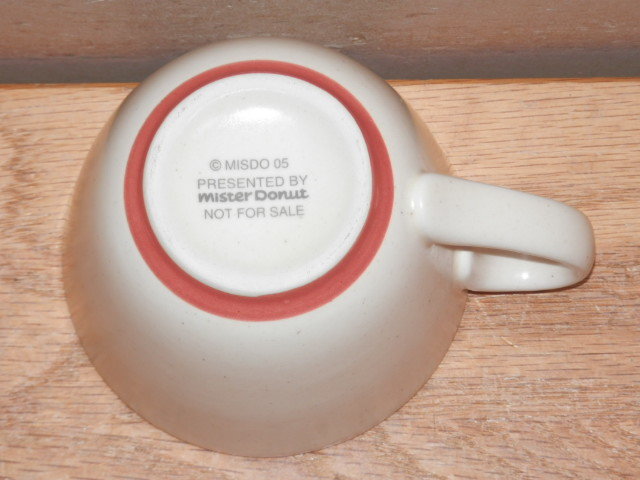 © MISDO 05
PRESENTED BY
mister Donut
NOT FOR SALE